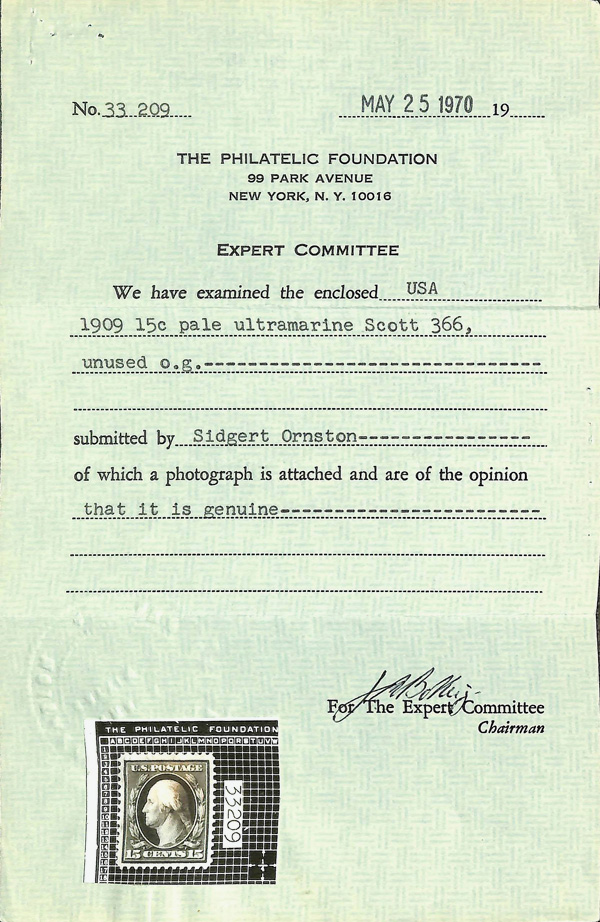 No. 33 209 MAY 25 1970 19
THE PHILATELIC FOUNDATION
99 PARK AVENUE
NEW YORK, N. Y. 10016
EXPERT COMMITTEE
We have examined the enclosed USA
1909 15c pale ultramarine Scott 366,
unused o.g.
submitted by Sidgert Ornston
of which a photograph is attached and are of the opinion
that it is genuine
For The Expert Committee
Chairman
THE PHILATELIC FOUNDATION
ABCDEFGHIJKLMNOPQRSTUVW
U.S. POSTAGE
33209
15 CENTS 15